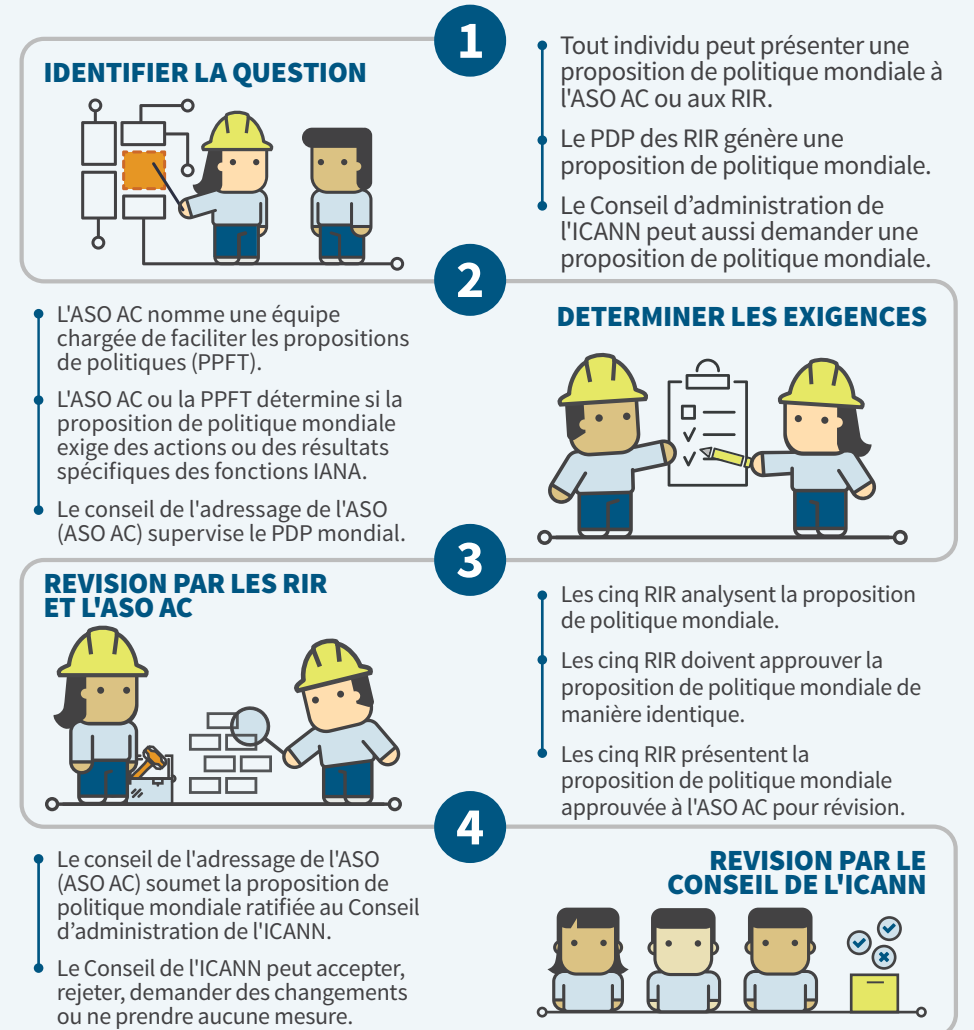 1
IDENTIFIER LA QUESTION
Tout individu peut présenter une
proposition de politique mondiale à
l'ASO AC ou aux RIR.
Le PDP des RIR génère une
proposition de politique mondiale.
Le Conseil d’administration de
l'ICANN peut aussi demander une
proposition de politique mondiale.
2
DETERMINER LES EXIGENCES
L'ASO AC nomme une équipe
chargée de faciliter les propositions
de politiques (PPFT).
L'ASO AC ou la PPFT détermine si la
proposition de politique mondiale
exige des actions ou des résultats
spécifiques des fonctions IANA.
Le conseil de l'adressage de l'ASO
(ASO AC) supervise le PDP mondial.
3
REVISION PAR LES RIR
ET L'ASO AC
Les cinq RIR analysent la proposition
de politique mondiale.
Les cinq RIR doivent approuver la
proposition de politique mondiale de
manière identique.
Les cinq RIR présentent la
proposition de politique mondiale
approuvée à l'ASO AC pour révision.
4
REVISION PAR LE
CONSEIL DE L'ICANN
Le conseil de l'adressage de l'ASO
(ASO AC) soumet la proposition de
politique mondiale ratifiée au Conseil
d’administration de l'ICANN.
Le Conseil de l'ICANN peut accepter,
rejeter, demander des changements
ou ne prendre aucune mesure.